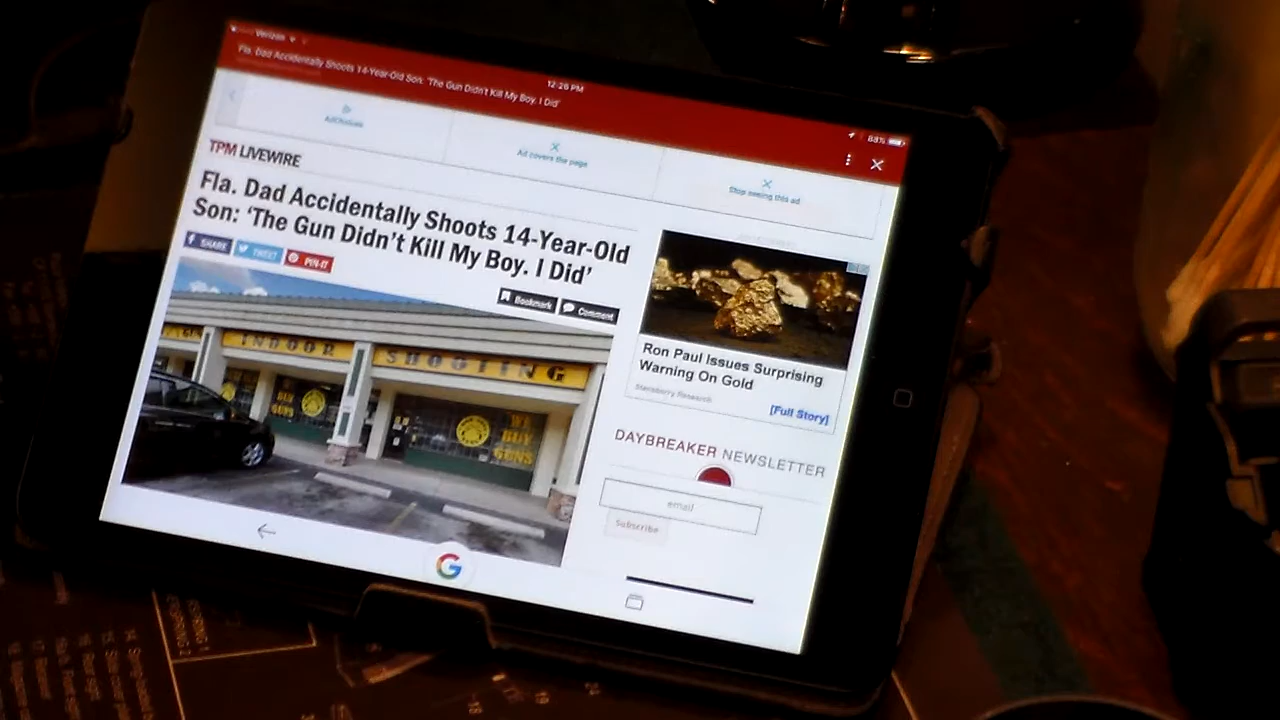 Verizon
12:26 PM
88%
Fla. Dad Accidentally Shoots 14-Year-Old Son: 'The Gun Didn't Kill My Boy. I Did'
AdChoices
Ad covers the page
Stop seeing this ad
TPM LIVEWIRE
Fla. Dad Accidentally Shoots 14-Year-Old
Son: ‘The Gun Didn’t Kill My Boy. I Did’
SHARE
TWEET
PIN-IT
Bookmark
Comment
INDOOR SHOOTING
WE
BUY
GUNS
Ron Paul Issues Surprising
Warning On Gold
Stansberry Research
[Full Story]
DAYBREAKER NEWSLETTER
email
Subscribe
G